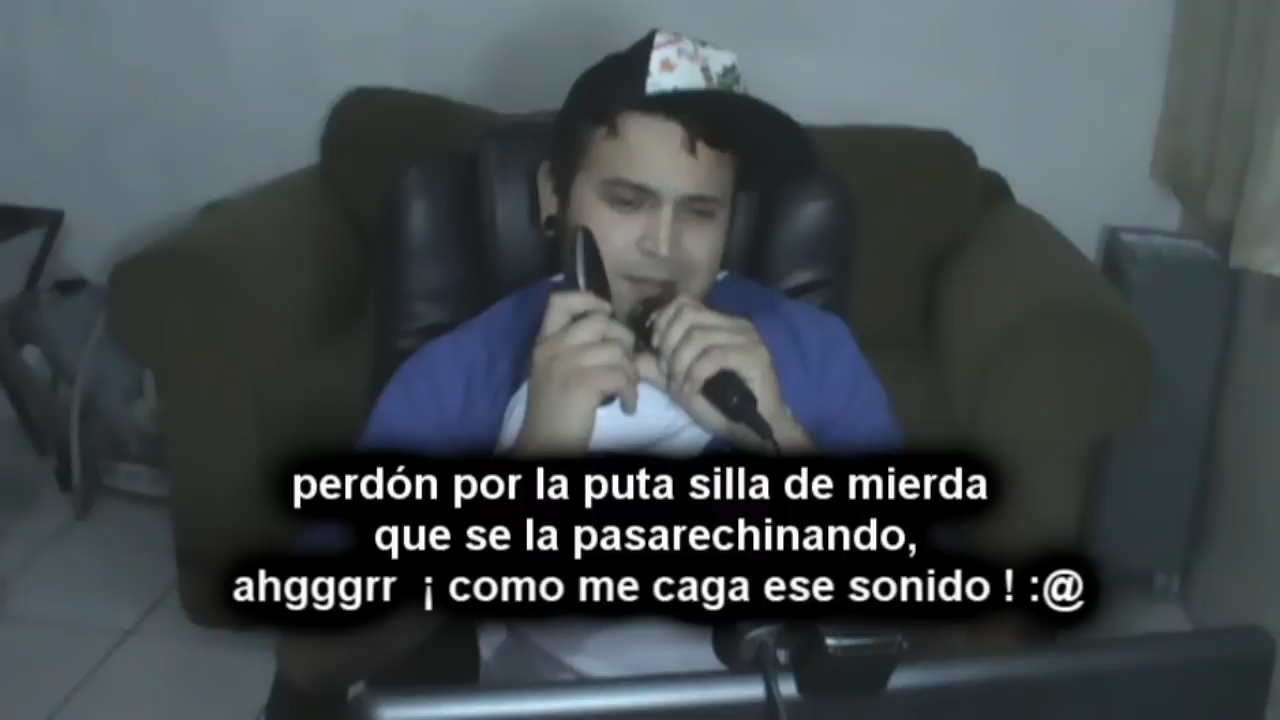 perdón por la puta silla de mierda
que se la pasarechinando,
ahgggrr ¡ como me caga ese sonido ! :@